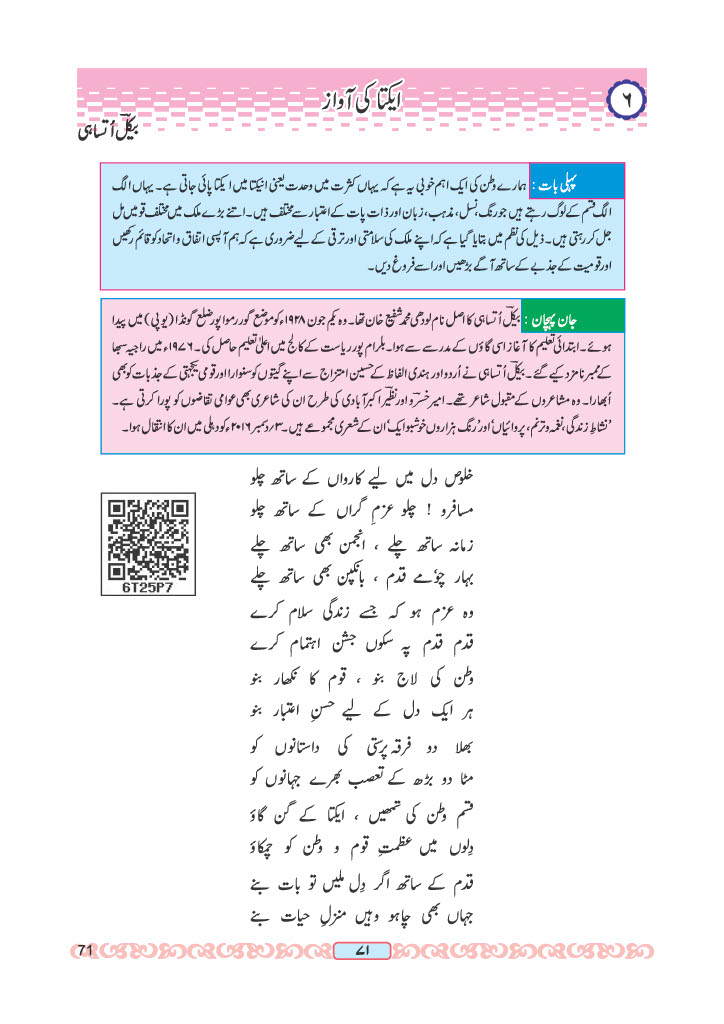 ایکتا کی آواز
۶
بیکلؔ اُتساہی
پہلی بات : ہمارے وطن کی ایک اہم خوبی یہ ہے کہ یہاں کثرت میں وحدت یعنی انیکتا میں ایکتا پائی جاتی ہے۔ یہاں الگ
الگ قسم کے لوگ رہتے ہیں جو رنگ، نسل، مذہب، زبان اور ذات پات کے اعتبار سے مختلف ہیں۔ اتنے بڑے ملک میں مختلف قومیں مل
جل کر رہتی ہیں۔ ذیل کی نظم میں بتایا گیا ہے کہ اپنے ملک کی سلامتی اور ترقی کے لیے ضروری ہے کہ ہم آپسی اتفاق و اتحاد کو قائم رکھیں
اور قومیت کے جذبے کے ساتھ آگے بڑھیں اور اسے فروغ دیں۔
جان پہچان : بیکلؔ اُتساہی کا اصل نام لودھی محمد شفیع خان تھا۔ وہ یکم جون ۱۹۲۸ء کو موضع گور رموا پور ضلع گونڈا (یوپی) میں پیدا
ہوئے۔ ابتدائی تعلیم کا آغاز اسی گاؤں کے مدرسے سے ہوا۔ بلرام پور ریاست کے کالج میں اعلیٰ تعلیم حاصل کی۔ ۱۹۷۶ء میں راجیہ سبھا
کے ممبر نامزد کیے گئے۔ بیکلؔ اُتساہی نے اُردو اور ہندی الفاظ کے حسین امتزاج سے اپنے گیتوں کو سنوارا اور قومی یکجہتی کے جذبات کو بھی
اُبھارا۔ وہ مشاعروں کے مقبول شاعر تھے۔ امیر خسروؔ اور نظیرؔ اکبرآبادی کی طرح ان کی شاعری بھی عوامی تقاضوں کو پورا کرتی ہے۔
'نشاطِ زندگی، نغمہ و ترنم، پروائیاں' اور 'رنگ ہزاروں خوشبو ایک' ان کے شعری مجموعے ہیں۔ ۳؍دسمبر ۲۰۱۶ء کو دہلی میں ان کا انتقال ہوا۔
خلوص دل میں لیے کارواں کے ساتھ چلو
مسافرو ! چلو عزمِ گراں کے ساتھ چلو
زمانہ ساتھ چلے ، انجمن بھی ساتھ چلے
بہار چوٗمے قدم ، بانکپن بھی ساتھ چلے
وہ عزم ہو کہ جسے زندگی سلام کرے
قدم قدم پہ سکوں جشن اہتمام کرے
وطن کی لاج بنو ، قوم کا نکھار بنو
ہر ایک دل کے لیے حسنِ اعتبار بنو
بھلا دو فرقہ پرستی کی داستانوں کو
مٹا دو بڑھ کے تعصب بھرے جہانوں کو
قسم وطن کی تمھیں ، ایکتا کے گن گاؤ
دِلوں میں عظمتِ قوم و وطن کو چمکاؤ
قدم کے ساتھ اگر دِل ملیں تو بات بنے
جہاں بھی چاہو وہیں منزلِ حیات بنے
6T25P7
71
۷۱